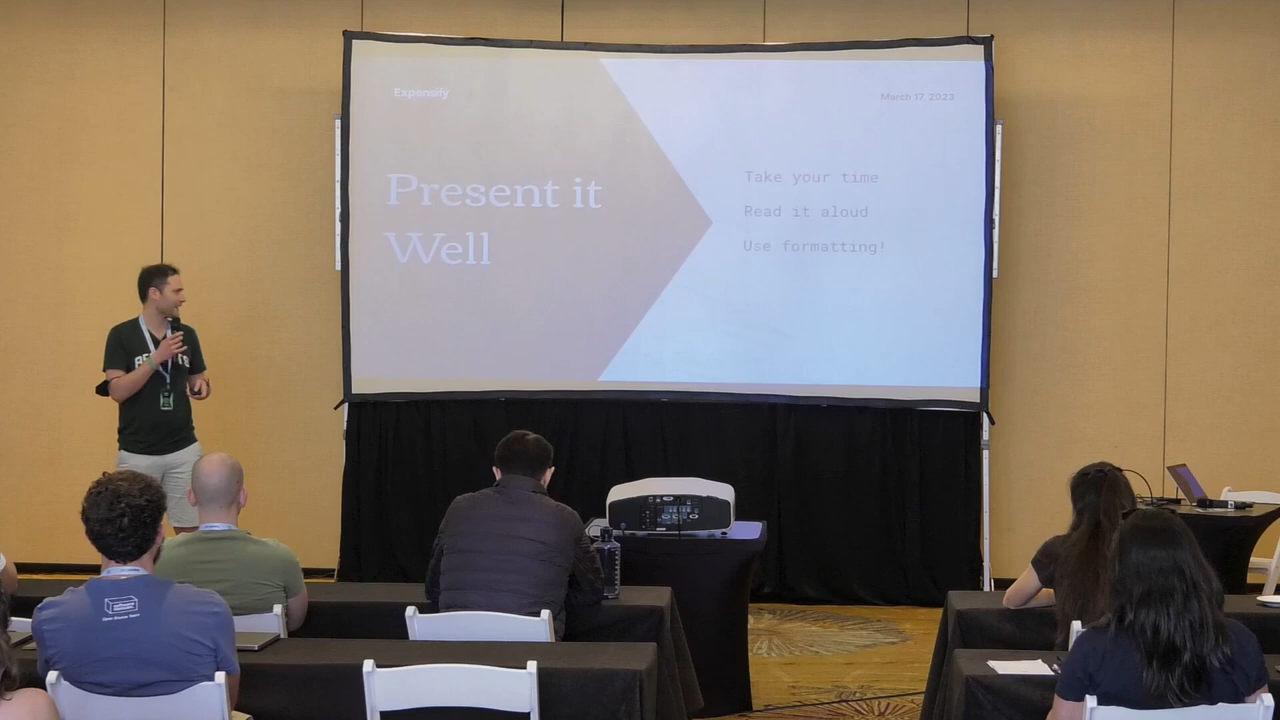 Expensify
March 17, 2023
Present it
Well
Take your time
Read it aloud
Use formatting!